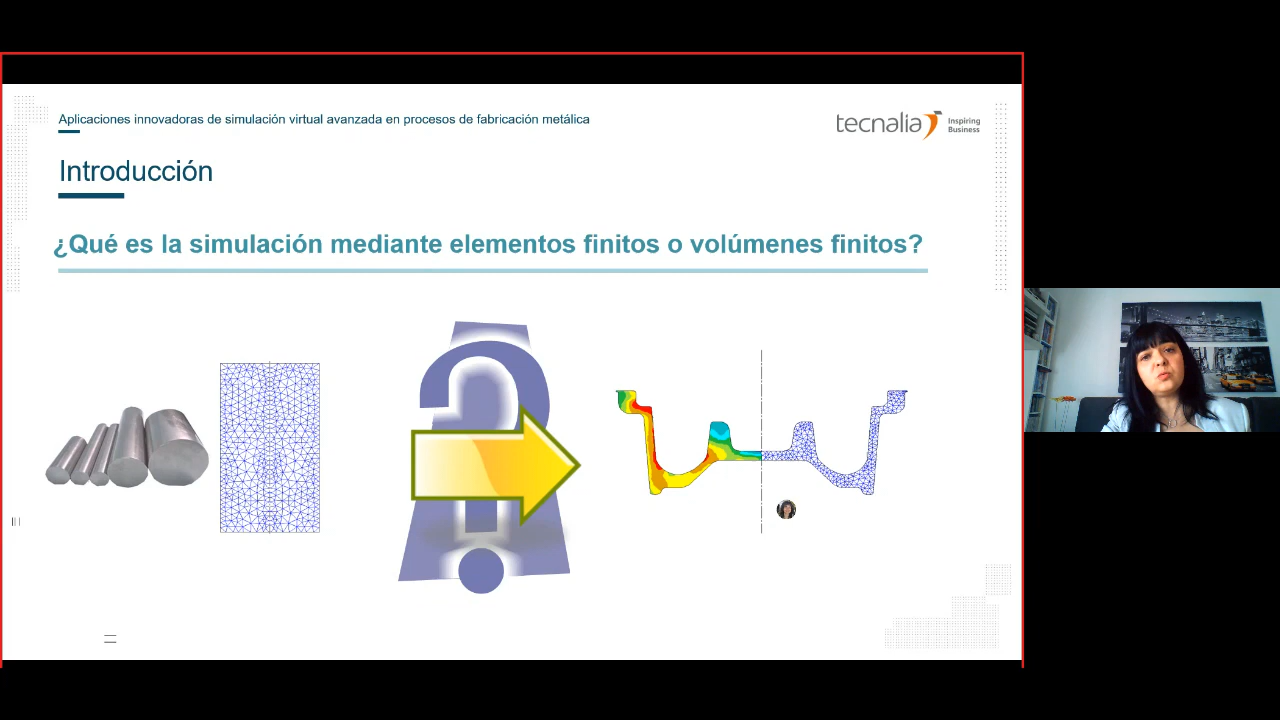 Aplicaciones innovadoras de simulación virtual avanzada en procesos de fabricación metálica
tecnalia Inspiring
Business
Introducción
¿Qué es la simulación mediante elementos finitos o volúmenes finitos?